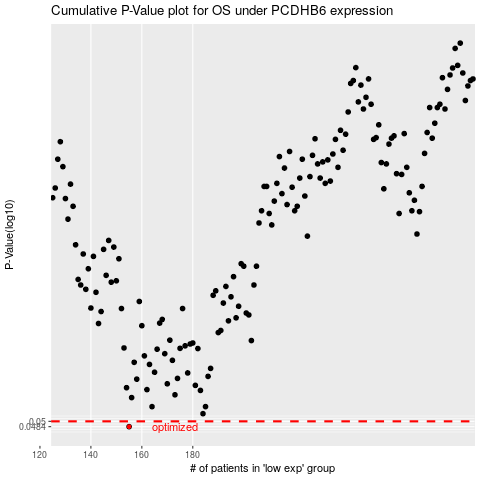 Cumulative P-Value plot for OS under PCDHB6 expression
P-Value(log10)
0.05
0.0484
optimized
120 140 160 180
# of patients in 'low exp' group